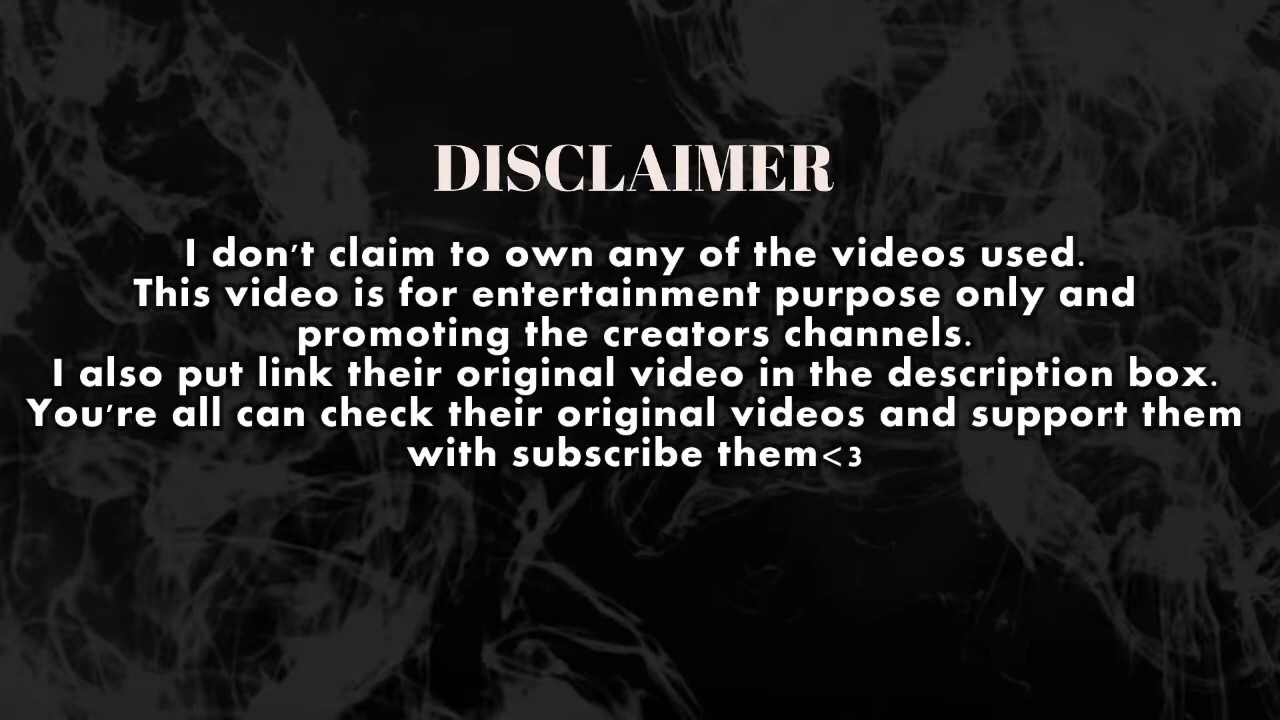 DISCLAIMER
I don't claim to own any of the videos used.
This video is for entertainment purpose only and
promoting the creators channels.
I also put link their original video in the description box.
You're all can check their original videos and support them
with subscribe them<3